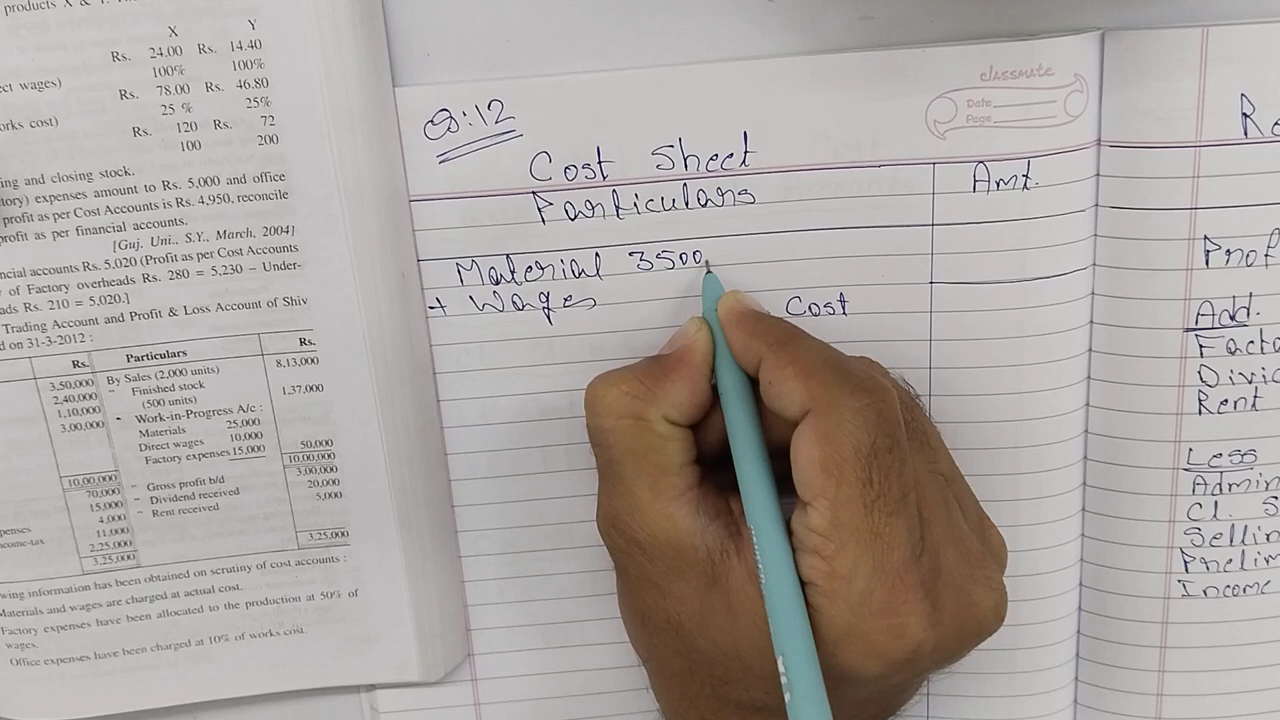 products X &
X Y
Rs. 24.00 Rs. 14.40
ect wages) 100% 100%
Rs. 78.00 Rs. 46.80
orks cost) 25 % 25%
Rs. 120 Rs. 72
100 200
ing and closing stock.
tory) expenses amount to Rs. 5,000 and office
profit as per Cost Accounts is Rs. 4,950, reconcile
profit as per financial accounts.
[Guj. Uni., S.Y., March, 2004]
ncial accounts Rs. 5,020 (Profit as per Cost Accounts
of Factory overheads Rs. 280 = 5,230 – Under-
ads Rs. 210 = 5,020.]
Trading Account and Profit & Loss Account of Shiv
d on 31-3-2012 :
Rs. Particulars Rs.
3,50,000 By Sales (2,000 units) 8,13,000
2,40,000 " Finished stock
1,10,000 (500 units) 1,37,000
3,00,000 " Work-in-Progress A/c :
Materials 25,000
Direct wages 10,000
Factory expenses 15,000 50,000
10,00,000 10,00,000
70,000 " Gross profit b/d 3,00,000
15,000 " Dividend received 20,000
4,000 " Rent received 5,000
penses 11,000
ncome-tax 2,25,000
3,25,000 3,25,000
wing information has been obtained on scrutiny of cost accounts :
Materials and wages are charged at actual cost.
Factory expenses have been allocated to the production at 50% of
wages.
Office expenses have been charged at 10% of works cost.
classmate
Date
Page
Q:12
Cost Sheet
Particulars Amt.
Material 3500
+ Wages Cost
Re
Prof
Add.
Facto
Divid
Rent
Less
Admin
Cl. S
Sellin
Prelim
Income